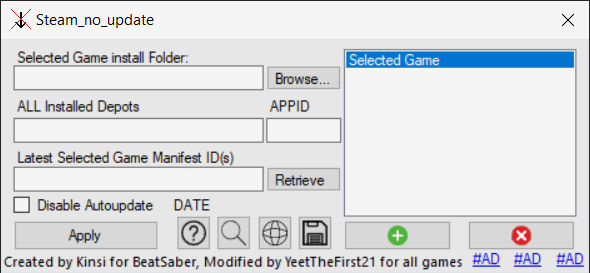 Steam_no_update
Selected Game install Folder:
Browse...
ALL Installed Depots
APPID
Latest Selected Game Manifest ID(s)
Retrieve
Disable Autoupdate
DATE
Apply
Selected Game
Created by Kinsi for BeatSaber, Modified by YeetTheFirst21 for all games
#AD #AD #AD